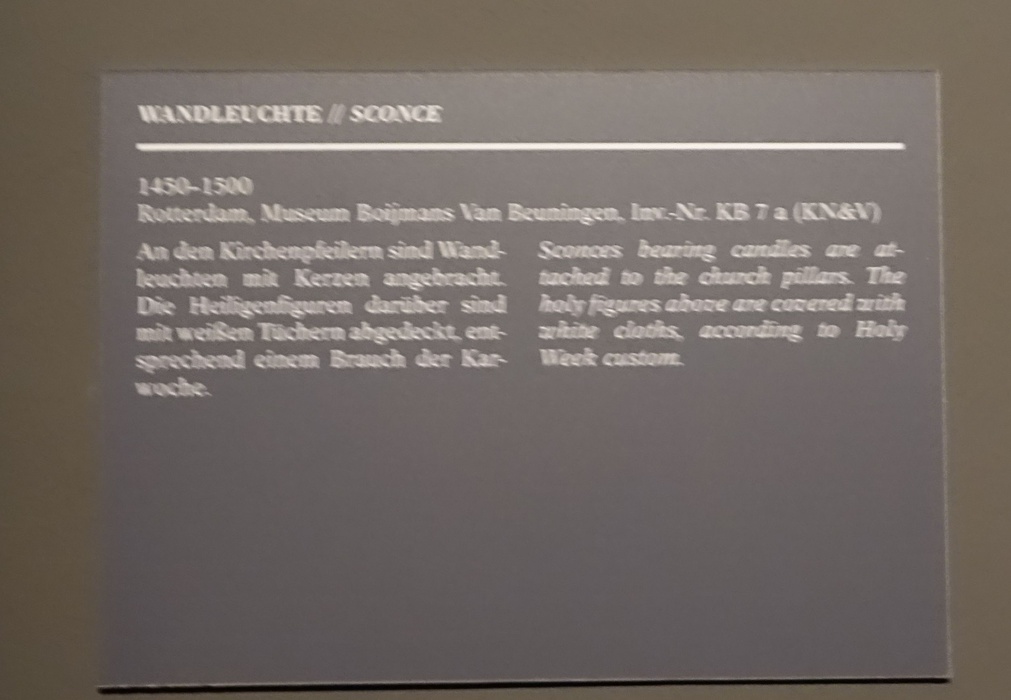 WANDLEUCHTE // SCONCE
1450–1500
Rotterdam, Museum Boijmans Van Beuningen, Inv.-Nr. KB 7 a (KN&V)
An den Kirchenpfeilern sind Wand-
leuchten mit Kerzen angebracht.
Die Heiligenfiguren darüber sind
mit weißen Tüchern abgedeckt, ent-
sprechend einem Brauch der Kar-
woche.
Sconces bearing candles are at-
tached to the church pillars. The
holy figures above are covered with
white cloths, according to Holy
Week custom.